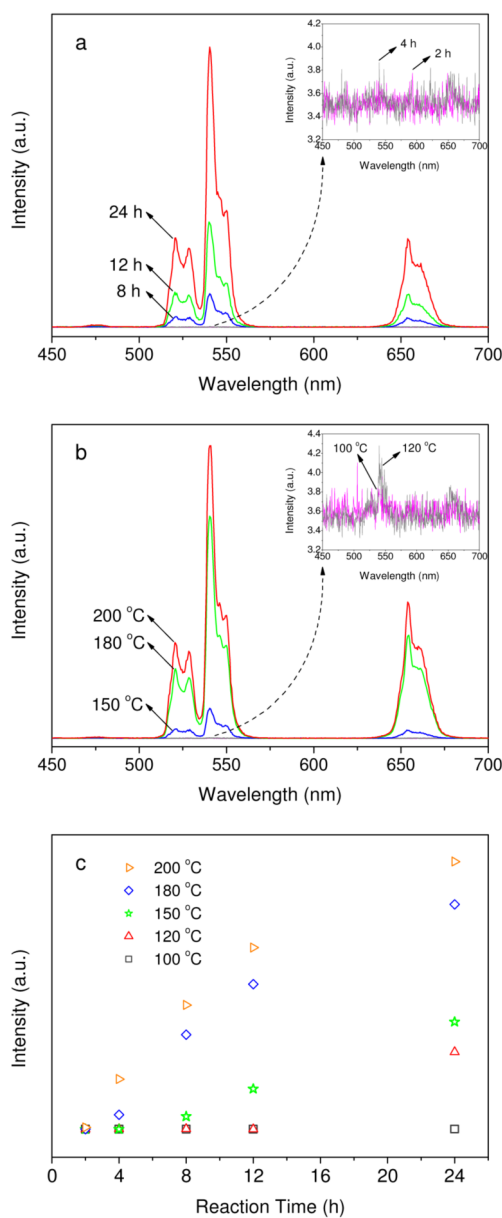 a
Intensity (a.u.)
4.2
4.0
3.8
3.6
3.4
3.2
4 h
2 h
450 500 550 600 650 700
Wavelength (nm)
Intensity (a.u.)
24 h
12 h
8 h
450 500 550 600 650 700
Wavelength (nm)
b
Intensity (a.u.)
4.4
4.2
4.0
3.8
3.6
3.4
3.2
100 °C
120 °C
450 500 550 600 650 700
Wavelength (nm)
Intensity (a.u.)
200 °C
180 °C
150 °C
450 500 550 600 650 700
Wavelength (nm)
c
200 °C
180 °C
150 °C
120 °C
100 °C
Intensity (a.u.)
0 4 8 12 16 20 24
Reaction Time (h)